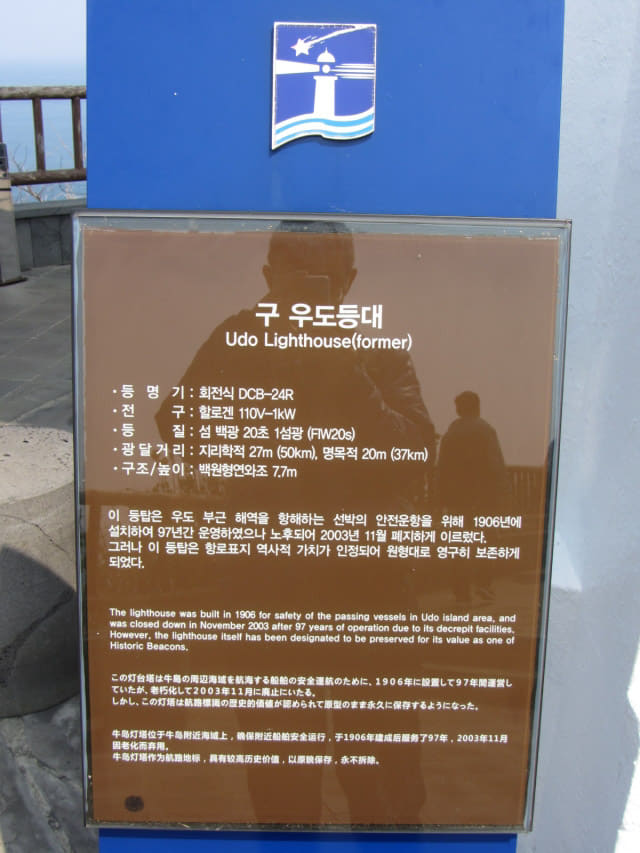 구 우도등대
Udo Lighthouse(former)
· 등 명 기 : 회전식 DCB-24R
· 전 구 : 할로겐 110V-1kW
· 등 질 : 섬 백광 20초 1섬광 (FlW20s)
· 광 달 거 리 : 지리학적 27m (50km), 명목적 20m (37km)
· 구조/높이 : 백원형연와조 7.7m
이 등탑은 우도 부근 해역을 항해하는 선박의 안전운항을 위해 1906년에
설치하여 97년간 운영하였으나 노후되어 2003년 11월 폐지하게 이르렀다.
그러나 이 등탑은 항로표지 역사적 가치가 인정되어 원형대로 영구히 보존하게
되었다.
The lighthouse was built in 1906 for safety of the passing vessels in Udo island area, and
was closed down in November 2003 after 97 years of operation due to its decrepit facilities.
However, the lighthouse itself has been designated to be preserved for its value as one of
Historic Beacons.
この灯台塔は牛島の周辺海域を航海する船舶の安全運航のために、1906年に設置して97年間運営し
ていたが、老朽化して2003年11月に廃止にいたる。
しかし、この灯塔は航路標識の歴史的価値が認められて原型のまま永久に保存するようになった。
牛岛灯塔位于牛岛附近海域上，确保附近船舶安全运行，于1906年建成后服务了97年，2003年11月
因老化而弃用。
牛岛灯塔作为航路地标，具有较高历史价值，以原貌保存，永不拆除。